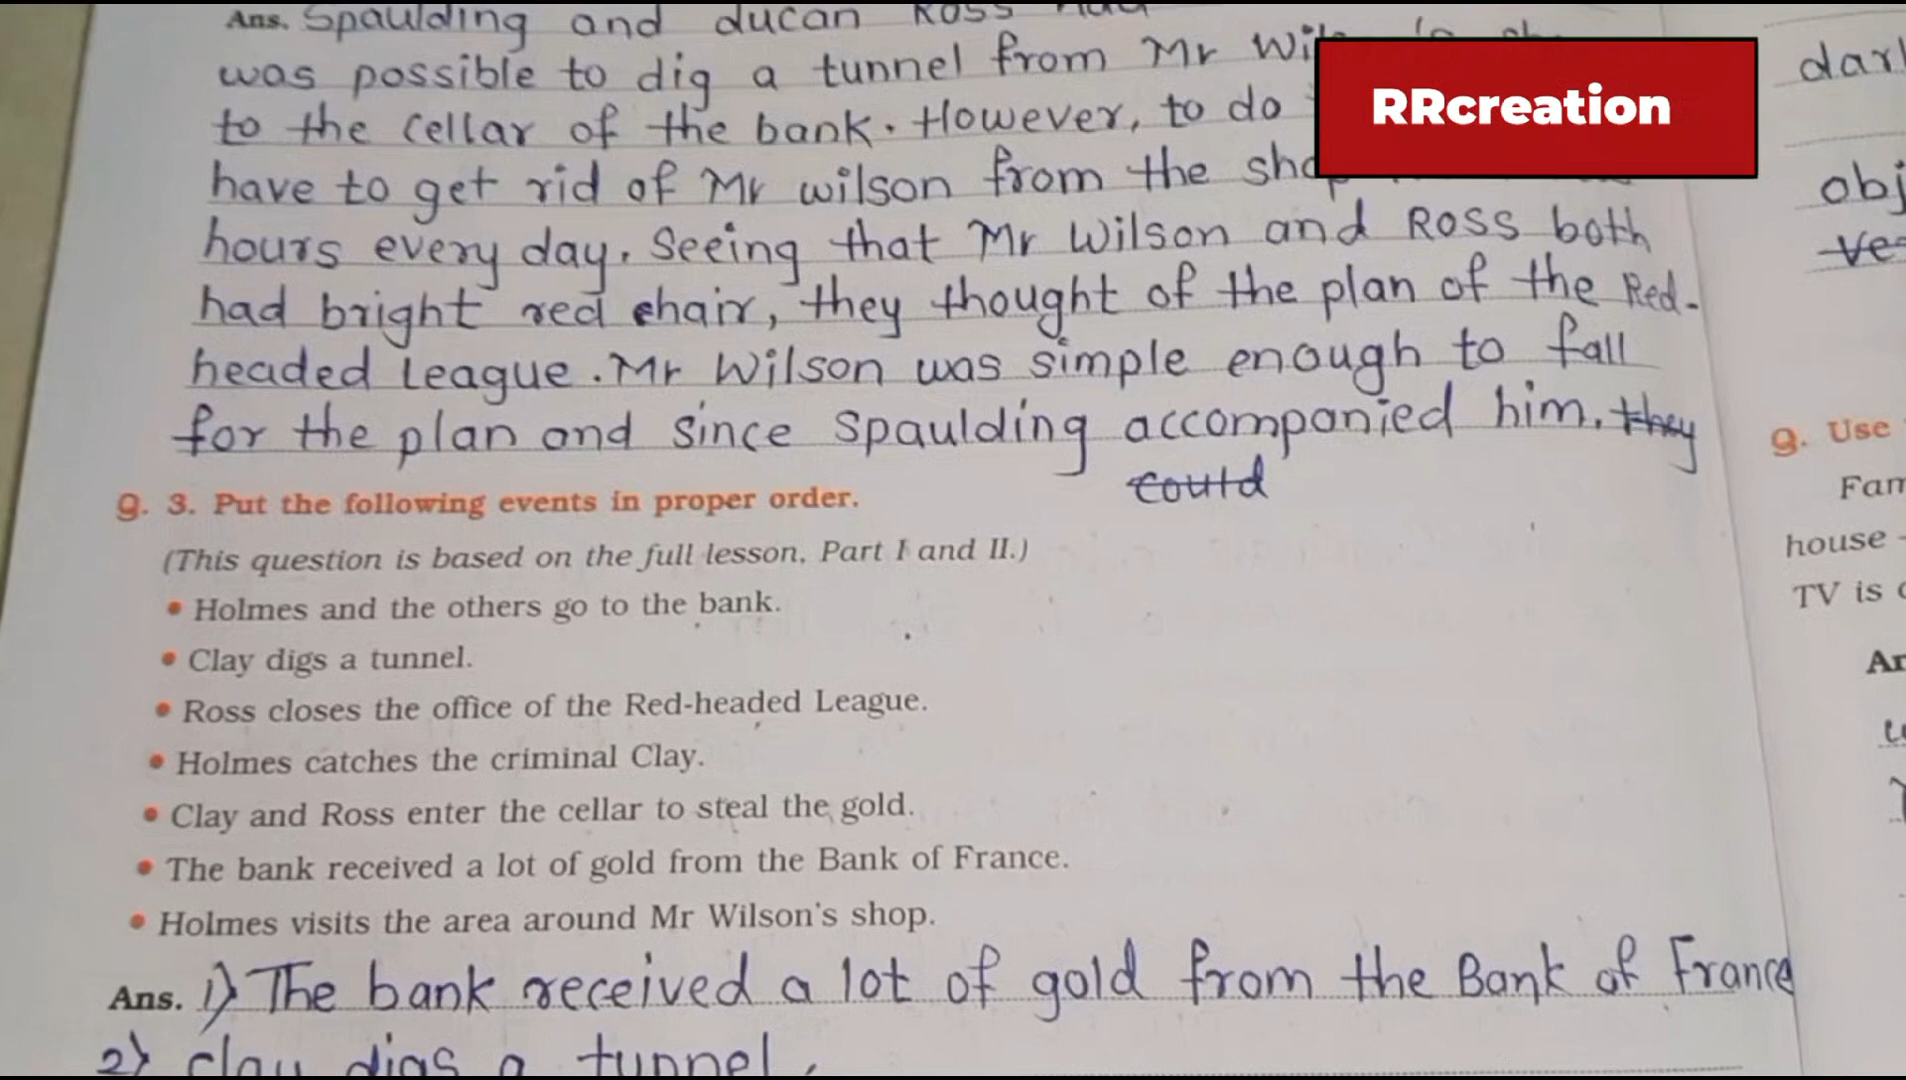 Ans. Spaulding and ducan Ross had
was possible to dig a tunnel from Mr
RRcreation
to the cellar of the bank. However, to do
have to get rid of Mr wilson from the
hours every day. Seeing that Mr Wilson and Ross both
had bright red chair, they thought of the plan of the Red-
headed League. Mr Wilson was simple enough to fall
for the plan and since Spaulding accompanied him, they
could
Q. 3. Put the following events in proper order.
(This question is based on the full lesson, Part I and II.)
• Holmes and the others go to the bank.
• Clay digs a tunnel.
• Ross closes the office of the Red-headed League.
• Holmes catches the criminal Clay.
• Clay and Ross enter the cellar to steal the gold.
• The bank received a lot of gold from the Bank of France.
• Holmes visits the area around Mr Wilson's shop.
Ans. 1) The bank received a lot of gold from the Bank of France
2) Clay digs a tunnel.
obj
9. Use
house
TV is